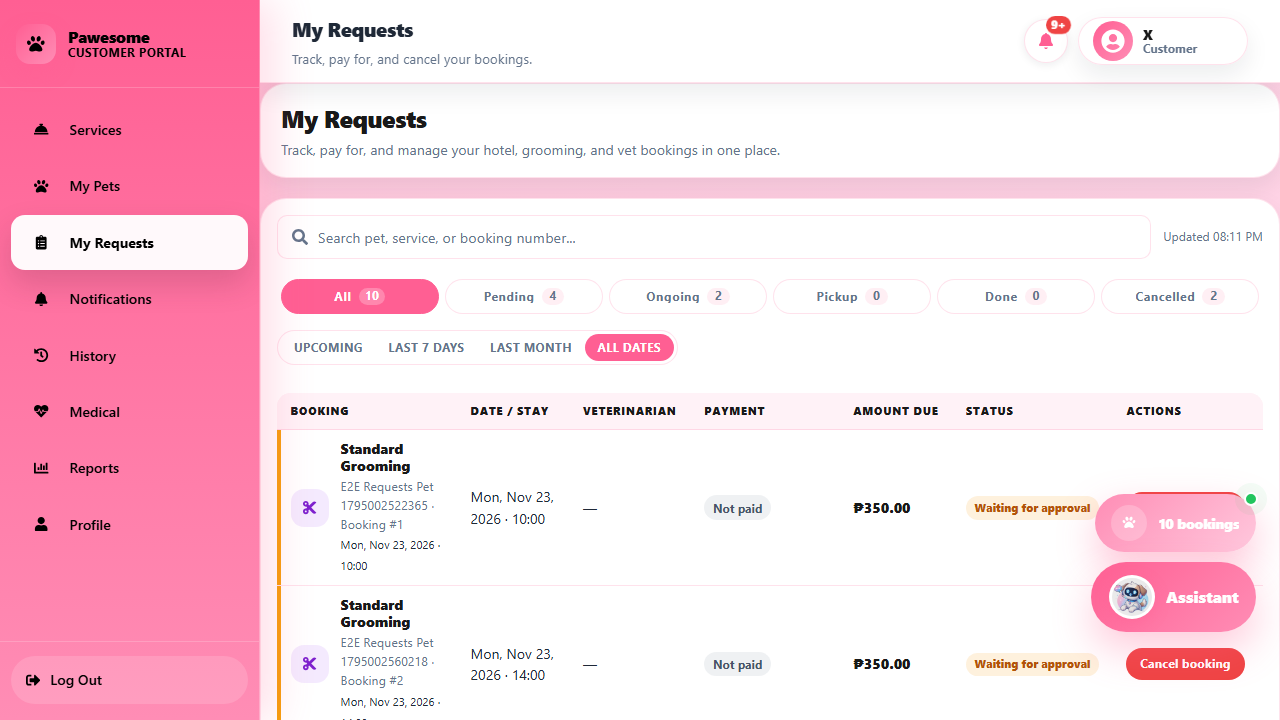 Pawesome
CUSTOMER PORTAL
Services
My Pets
My Requests
Notifications
History
Medical
Reports
Profile
Log Out
My Requests
Track, pay for, and cancel your bookings.
9+
X
Customer
My Requests
Track, pay for, and manage your hotel, grooming, and vet bookings in one place.
Search pet, service, or booking number...
Updated 08:11 PM
All 10
Pending 4
Ongoing 2
Pickup 0
Done 0
Cancelled 2
UPCOMING
LAST 7 DAYS
LAST MONTH
ALL DATES
BOOKING DATE / STAY VETERINARIAN PAYMENT AMOUNT DUE STATUS ACTIONS
Standard
Grooming
E2E Requests Pet
1795002522365 ·
Booking #1
Mon, Nov 23, 2026 ·
10:00
Mon, Nov 23,
2026 · 10:00
—
Not paid
₱350.00
Waiting for approval
10 bookings
Assistant
Standard
Grooming
E2E Requests Pet
1795002560218 ·
Booking #2
Mon, Nov 23, 2026 ·
Mon, Nov 23,
2026 · 14:00
—
Not paid
₱350.00
Waiting for approval
Cancel booking